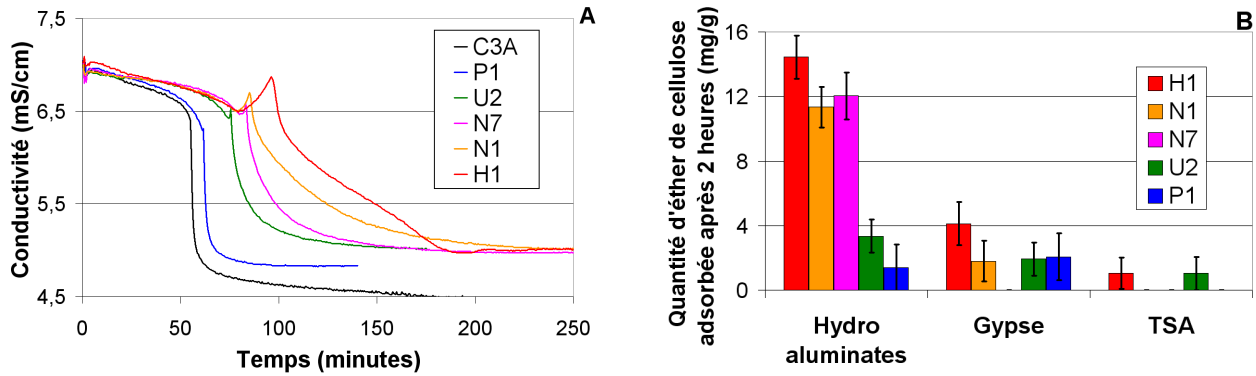 A
7,5
6,5
5,5
4,5
Conductivité (mS/cm)
C3A
P1
U2
N7
N1
H1
0
50
100
150
200
250
Temps (minutes)
B
16
12
8
4
0
Quantité d'éther de cellulose
adsorbée après 2 heures (mg/g)
H1
N1
N7
U2
P1
Hydro
aluminates
Gypse
TSA